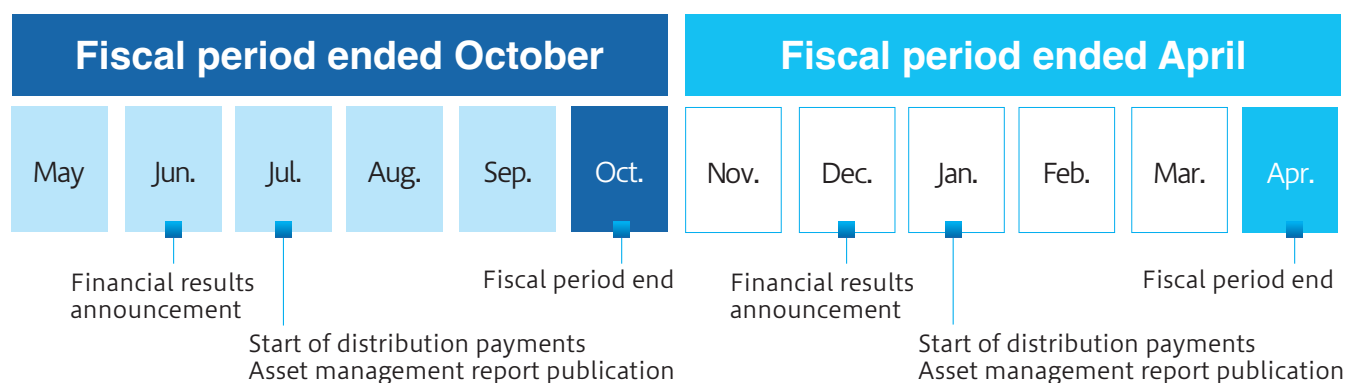 Fiscal period ended October
Fiscal period ended April
May
Jun.
Jul.
Aug.
Sep.
Oct.
Nov.
Dec.
Jan.
Feb.
Mar.
Apr.
Financial results
announcement
Fiscal period end
Start of distribution payments
Asset management report publication
Financial results
announcement
Fiscal period end
Start of distribution payments
Asset management report publication